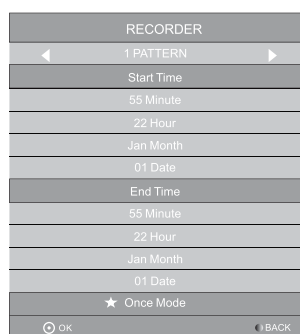 RECORDER
1 PATTERN
Start Time
55 Minute
22 Hour
Jan Month
01 Date
End Time
55 Minute
22 Hour
Jan Month
01 Date
Once Mode
OK BACK